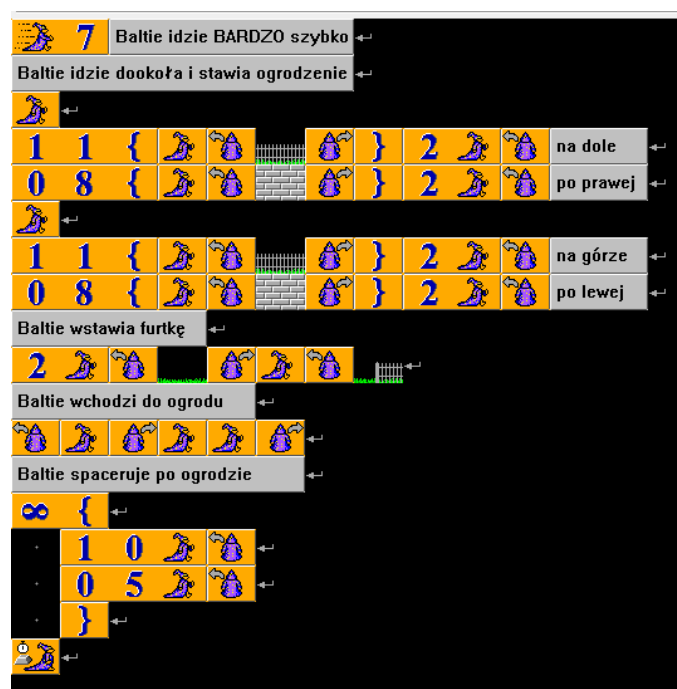 7 Baltie idzie BARDZO szybko
Baltie idzie dookoła i stawia ogrodzenie
1 1 { } 2 na dole
0 8 { } 2 po prawej
1 1 { } 2 na górze
0 8 { } 2 po lewej
Baltie wstawia furtkę
2
Baltie wchodzi do ogrodu
Baltie spaceruje po ogrodzie
∞ {
1 0
0 5
}